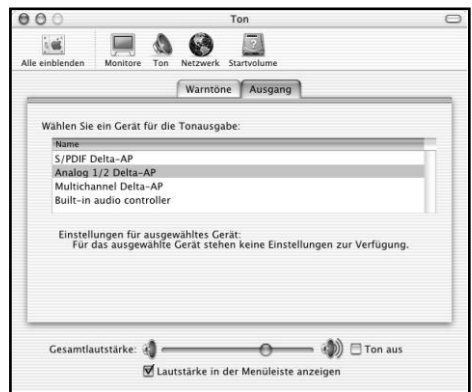 Ton
Alle einblenden Monitore Ton Netzwerk Startvolume
Warntöne Ausgang
Wählen Sie ein Gerät für die Tonausgabe:
Name
S/PDIF Delta-AP
Analog 1/2 Delta-AP
Multichannel Delta-AP
Built-in audio controller
Einstellungen für ausgewähltes Gerät:
Für das ausgewählte Gerät stehen keine Einstellungen zur Verfügung.
Gesamtlautstärke: Ton aus
Lautstärke in der Menüleiste anzeigen